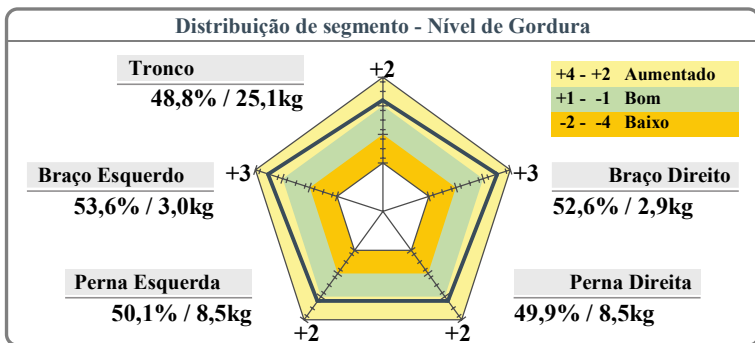 Distribuição de segmento - Nível de Gordura
Tronco
48,8% / 25,1kg
+2
+4 - +2 Aumentado
+1 - -1 Bom
-2 - -4 Baixo
Braço Esquerdo
53,6% / 3,0kg
+3
+3
Braço Direito
52,6% / 2,9kg
Perna Esquerda
50,1% / 8,5kg
+2
+2
Perna Direita
49,9% / 8,5kg